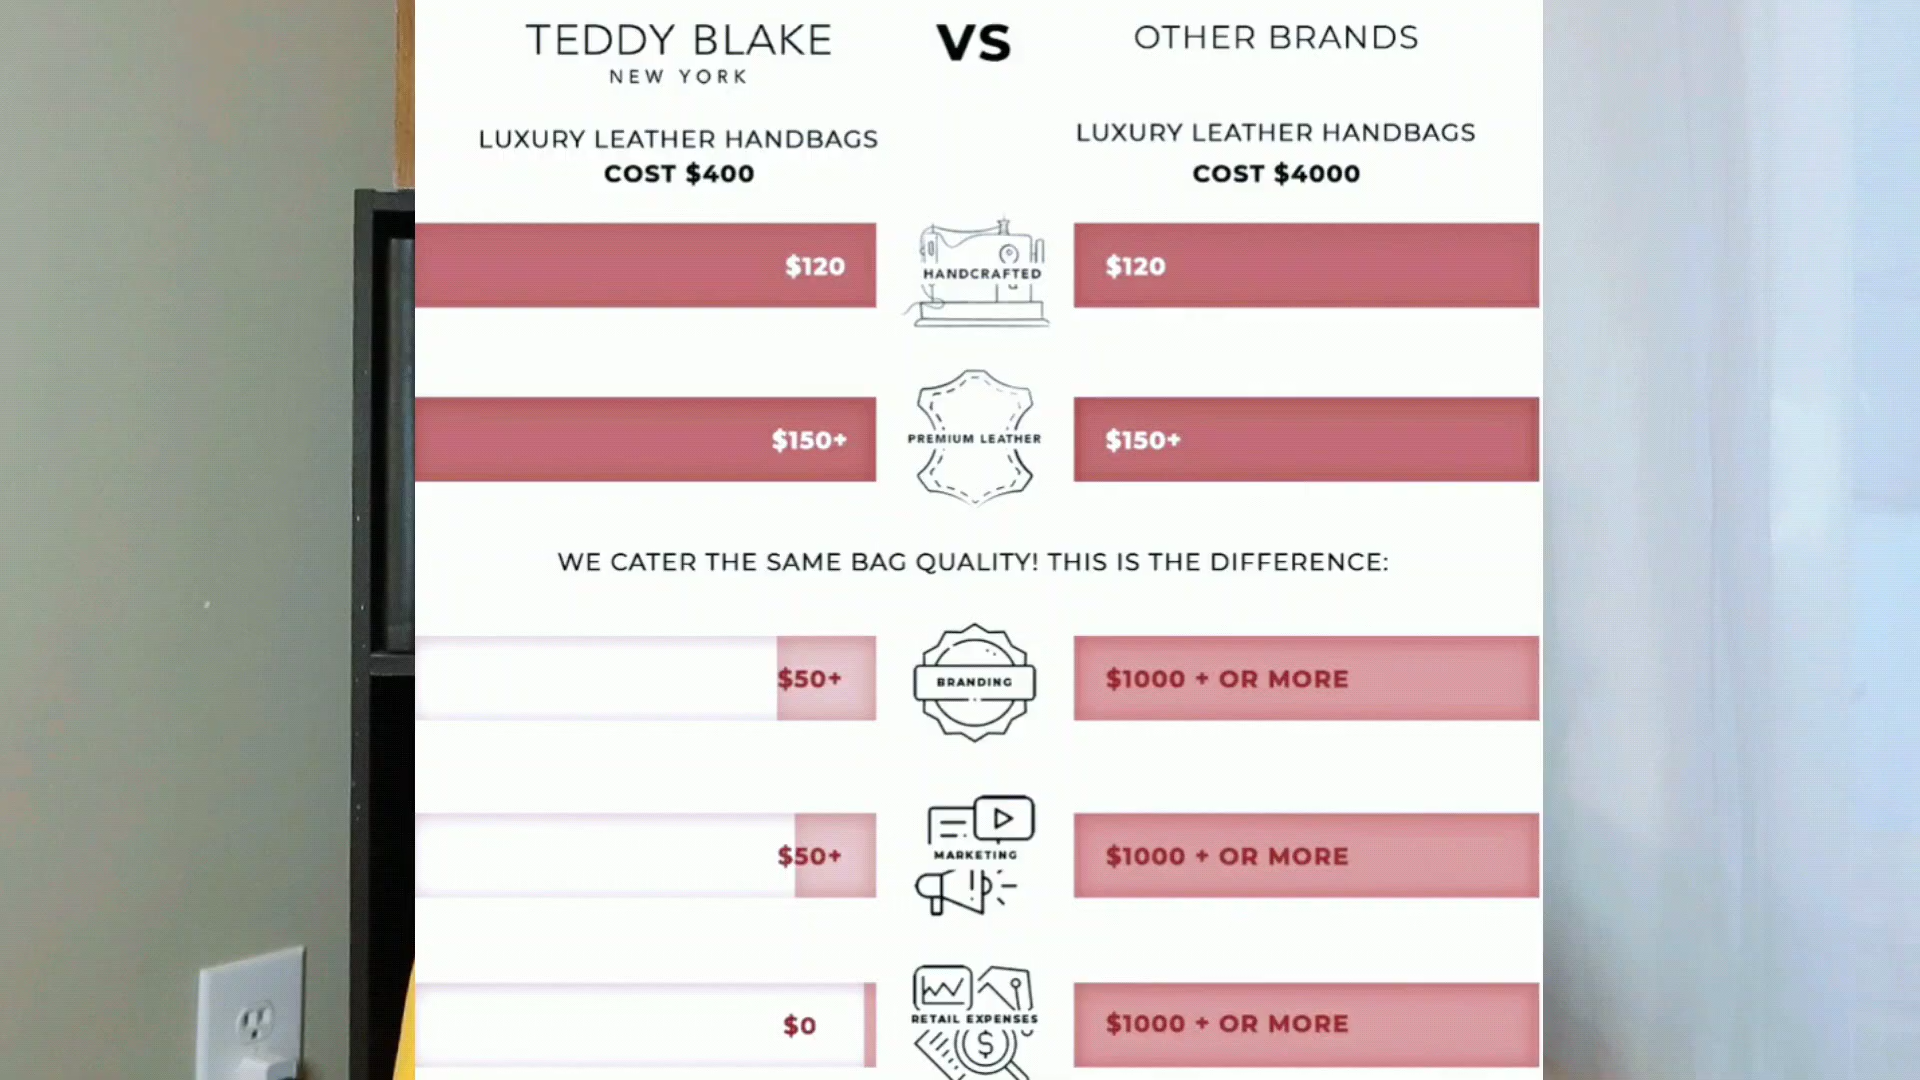 TEDDY BLAKE
NEW YORK
VS
OTHER BRANDS
LUXURY LEATHER HANDBAGS
COST $400
LUXURY LEATHER HANDBAGS
COST $4000
$120
HANDCRAFTED
$120
$150+
PREMIUM LEATHER
$150+
WE CATER THE SAME BAG QUALITY! THIS IS THE DIFFERENCE:
$50+
BRANDING
$1000 + OR MORE
$50+
MARKETING
$1000 + OR MORE
$0
RETAIL EXPENSES
$1000 + OR MORE